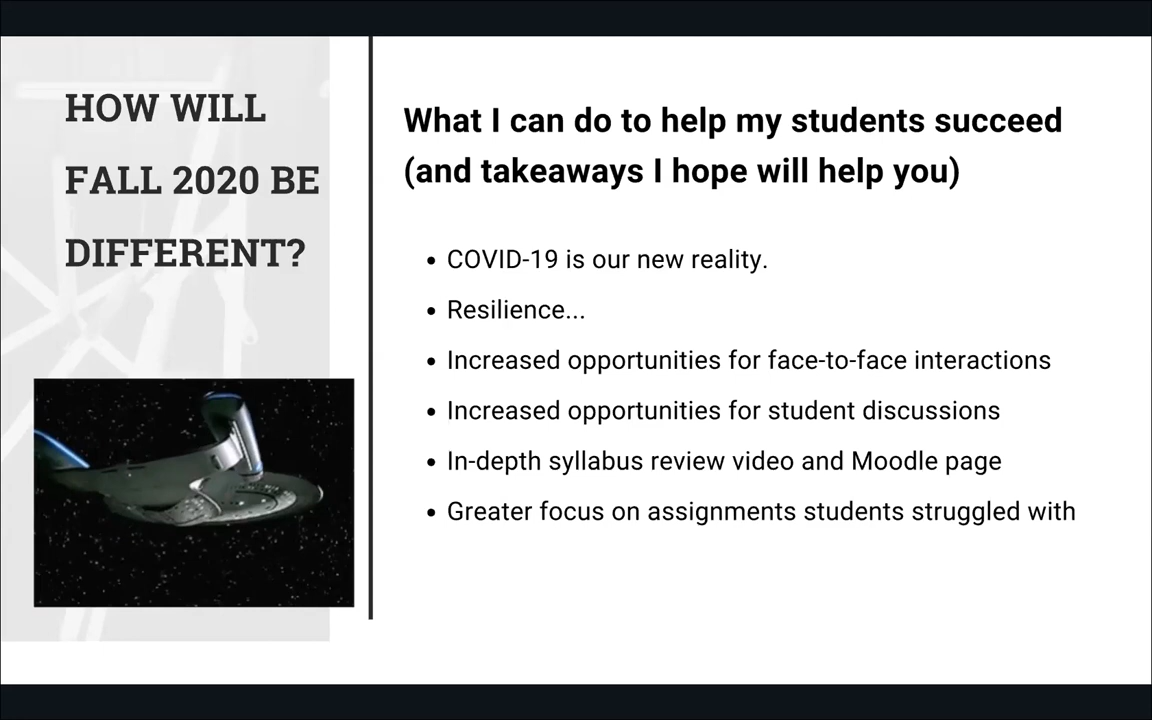 HOW WILL
FALL 2020 BE
DIFFERENT?
What I can do to help my students succeed
(and takeaways I hope will help you)
• COVID-19 is our new reality.
• Resilience...
• Increased opportunities for face-to-face interactions
• Increased opportunities for student discussions
• In-depth syllabus review video and Moodle page
• Greater focus on assignments students struggled with